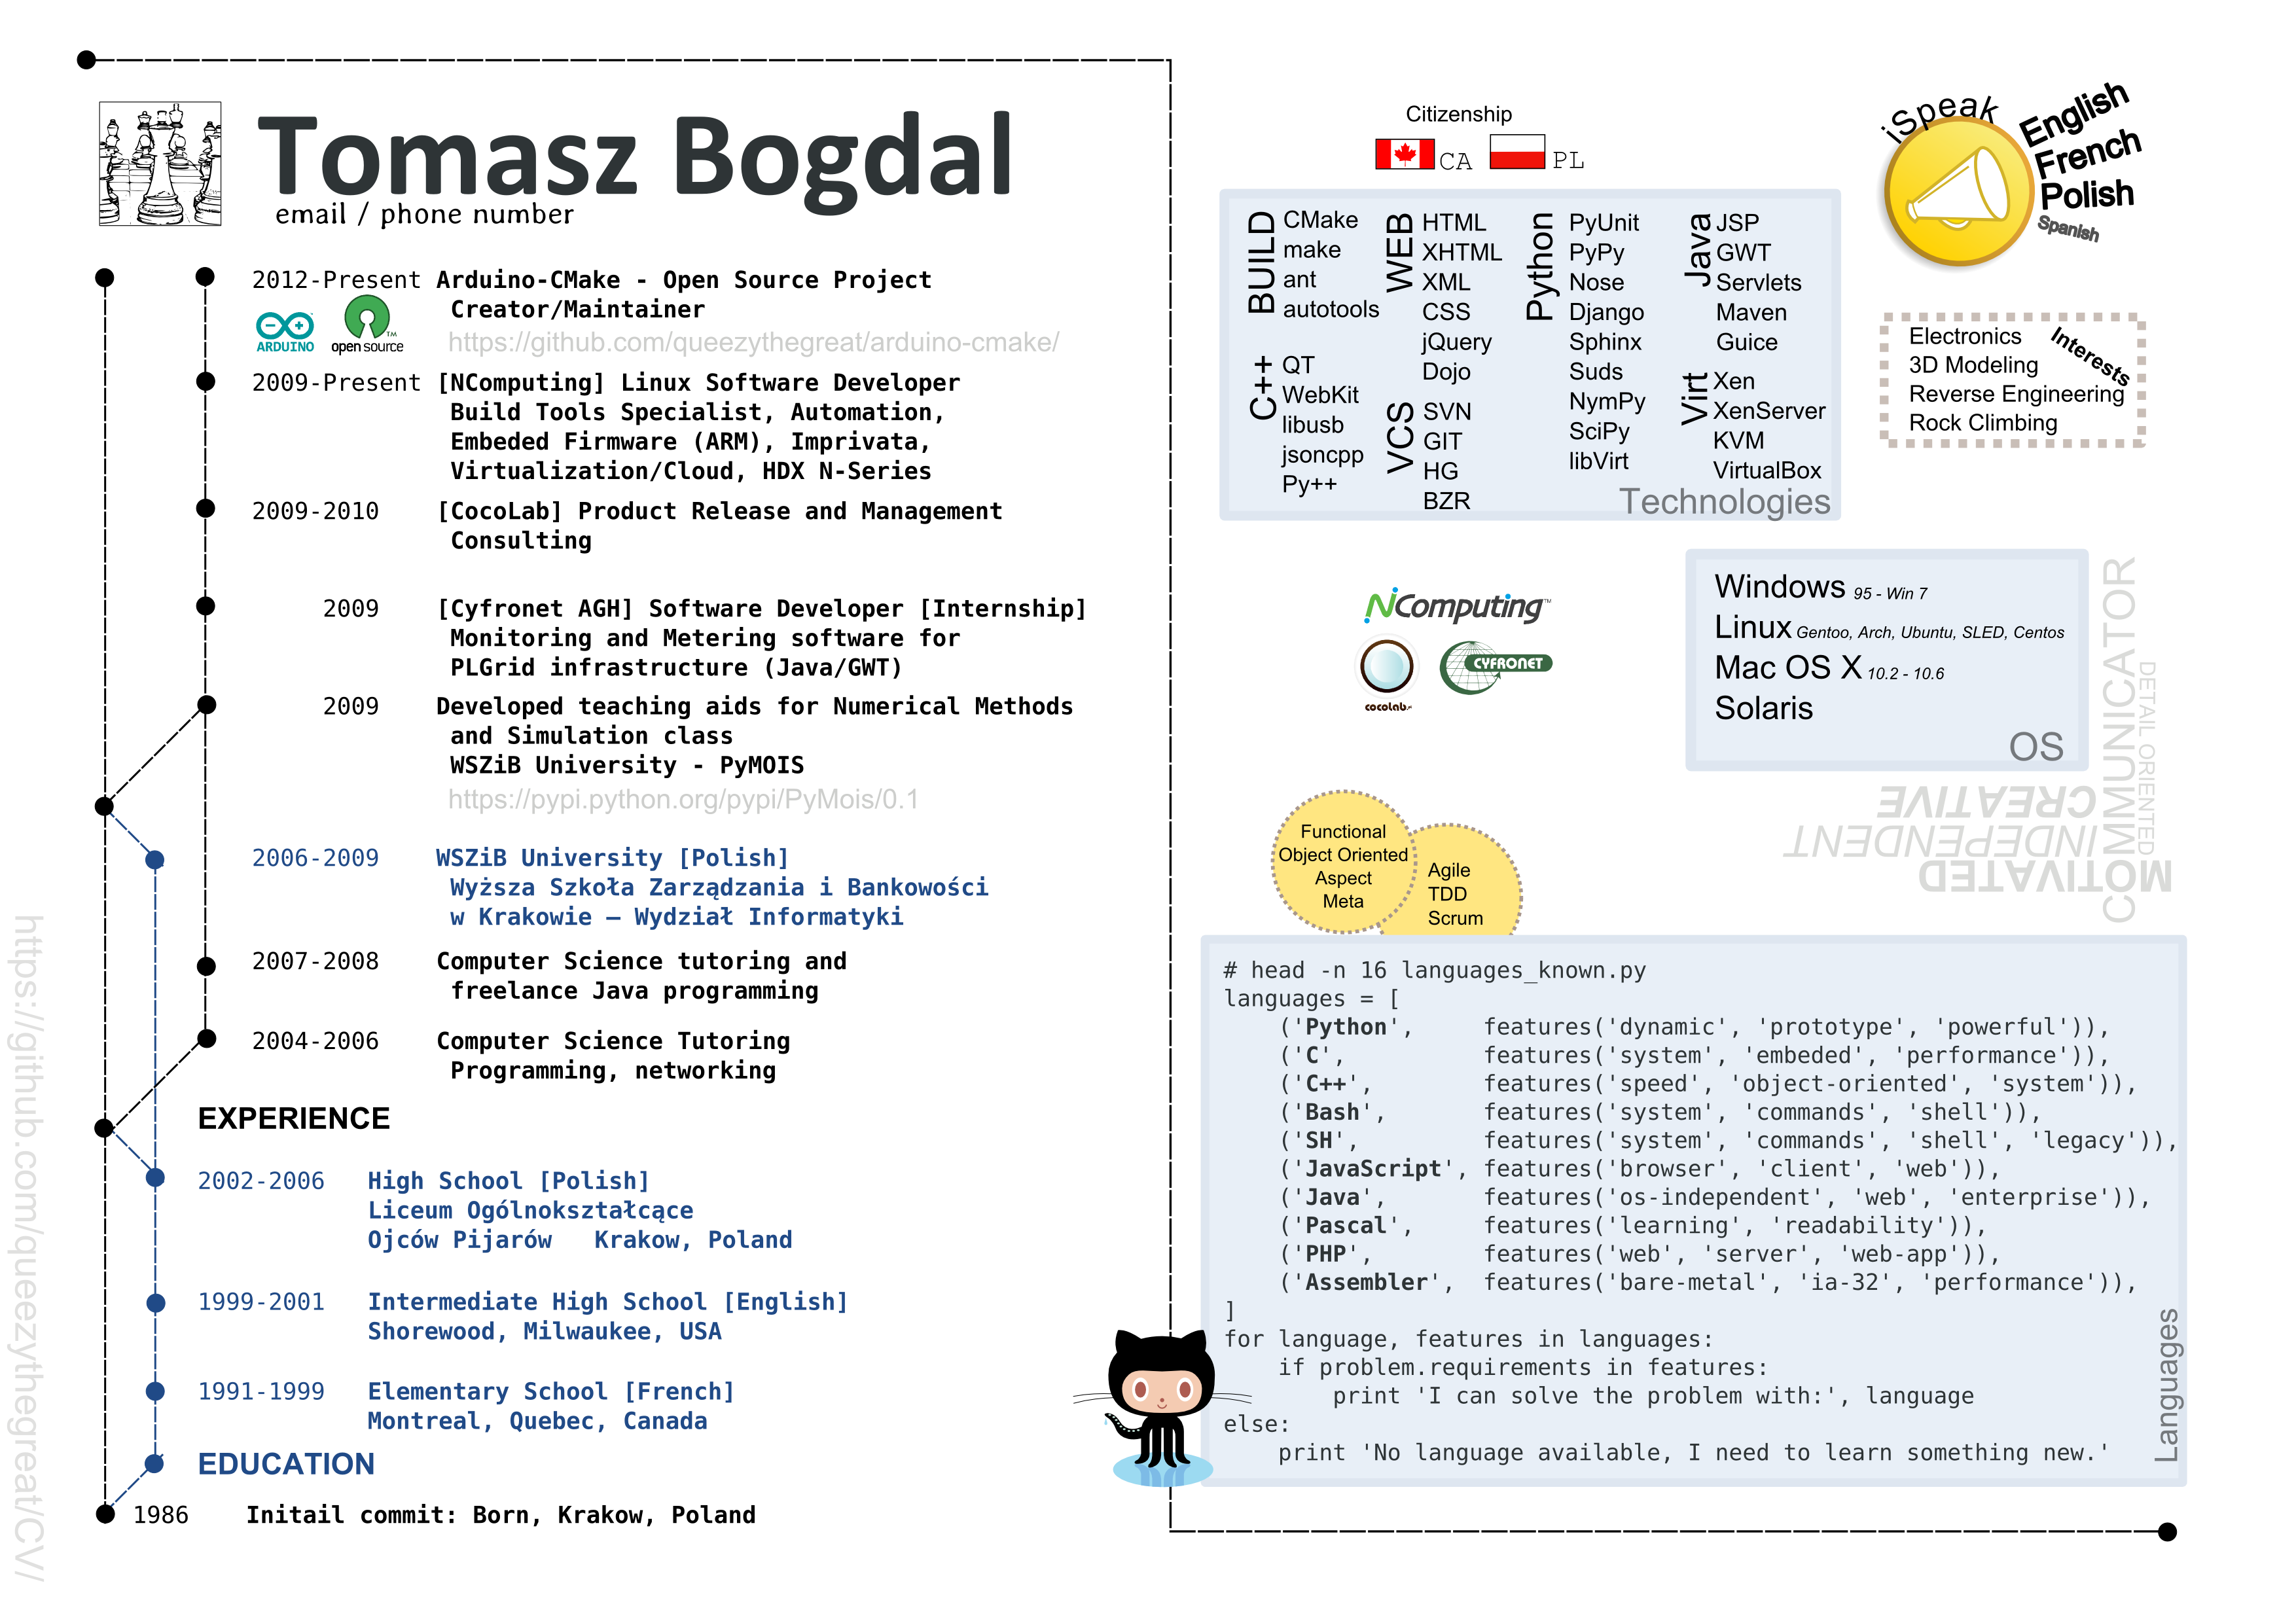 Tomasz Bogdal
email / phone number
2012-Present Arduino-CMake - Open Source Project
Creator/Maintainer
ARDUINO
open source
TM
https://github.com/queezythegreat/arduino-cmake/
2009-Present [NComputing] Linux Software Developer
Build Tools Specialist, Automation,
Embeded Firmware (ARM), Imprivata,
Virtualization/Cloud, HDX N-Series
2009-2010 [CocoLab] Product Release and Management
Consulting
2009 [Cyfronet AGH] Software Developer [Internship]
Monitoring and Metering software for
PLGrid infrastructure (Java/GWT)
2009 Developed teaching aids for Numerical Methods
and Simulation class
WSZiB University - PyMOIS
https://pypi.python.org/pypi/PyMois/0.1
2006-2009 WSZiB University [Polish]
Wyższa Szkoła Zarządzania i Bankowości
w Krakowie – Wydział Informatyki
2007-2008 Computer Science tutoring and
freelance Java programming
2004-2006 Computer Science Tutoring
Programming, networking
EXPERIENCE
2002-2006 High School [Polish]
Liceum Ogólnokształcące
Ojców Pijarów Krakow, Poland
1999-2001 Intermediate High School [English]
Shorewood, Milwaukee, USA
1991-1999 Elementary School [French]
Montreal, Quebec, Canada
EDUCATION
1986 Initail commit: Born, Krakow, Poland
https://github.com/queezythegreat/CV/
Citizenship
CA PL
iSpeak
English
French
Polish
Spanish
BUILD
CMake
make
ant
autotools
C++
QT
WebKit
libusb
jsoncpp
Py++
WEB
HTML
XHTML
XML
CSS
jQuery
Dojo
VCS
SVN
GIT
HG
BZR
Python
PyUnit
PyPy
Nose
Django
Sphinx
Suds
NymPy
SciPy
libVirt
Java
JSP
GWT
Servlets
Maven
Guice
Virt
Xen
XenServer
KVM
VirtualBox
Technologies
Interests
Electronics
3D Modeling
Reverse Engineering
Rock Climbing
NComputing™
cocolab
CYFRONET
Windows 95 - Win 7
Linux Gentoo, Arch, Ubuntu, SLED, Centos
Mac OS X 10.2 - 10.6
Solaris
OS
COMMUNICATOR
DETAIL ORIENTED
CREATIVE
INDEPENDENT
MOTIVATED
Functional
Object Oriented
Aspect
Meta
Agile
TDD
Scrum
# head -n 16 languages_known.py
languages = [
('Python', features('dynamic', 'prototype', 'powerful')),
('C', features('system', 'embeded', 'performance')),
('C++', features('speed', 'object-oriented', 'system')),
('Bash', features('system', 'commands', 'shell')),
('SH', features('system', 'commands', 'shell', 'legacy')),
('JavaScript', features('browser', 'client', 'web')),
('Java', features('os-independent', 'web', 'enterprise')),
('Pascal', features('learning', 'readability')),
('PHP', features('web', 'server', 'web-app')),
('Assembler', features('bare-metal', 'ia-32', 'performance')),
]
for language, features in languages:
if problem.requirements in features:
print 'I can solve the problem with:', language
else:
print 'No language available, I need to learn something new.'
Languages